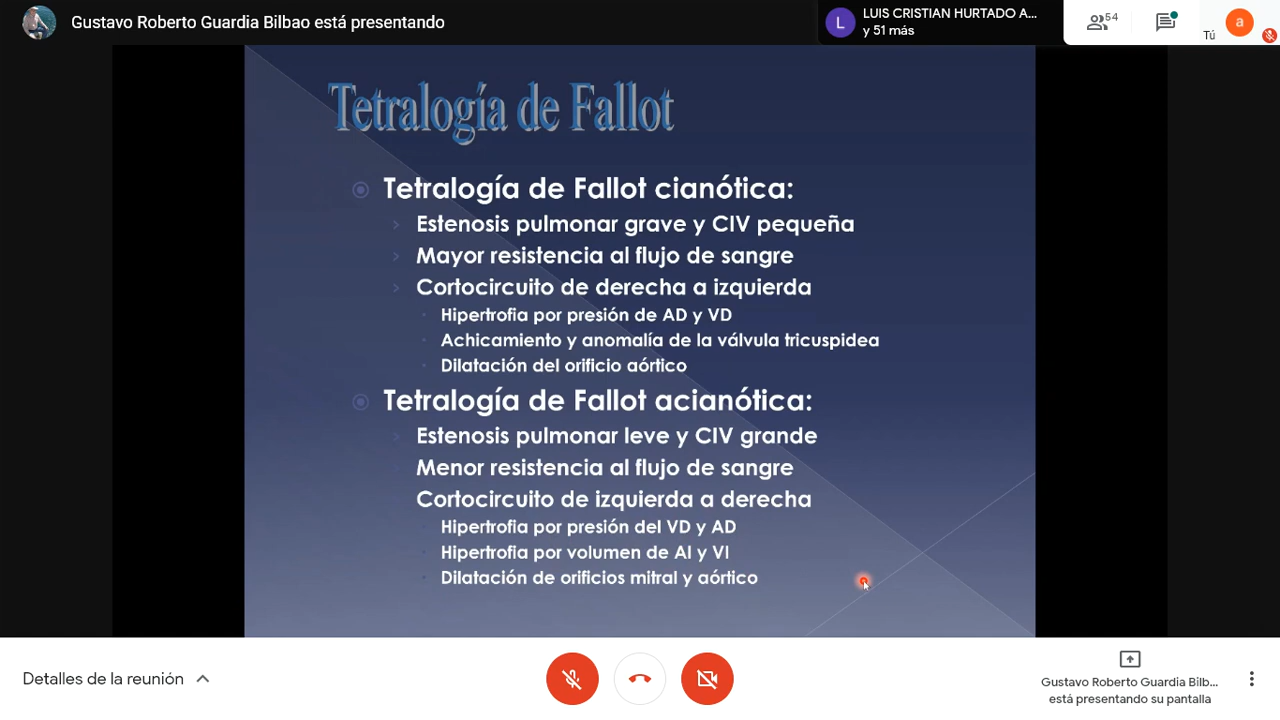 Gustavo Roberto Guardia Bilbao está presentando
L
LUIS CRISTIAN HURTADO A...
y 51 más
54
Tú
a
Tetralogía de Fallot
Tetralogía de Fallot cianótica:
Estenosis pulmonar grave y CIV pequeña
Mayor resistencia al flujo de sangre
Cortocircuito de derecha a izquierda
Hipertrofia por presión de AD y VD
Achicamiento y anomalía de la válvula tricuspidea
Dilatación del orificio aórtico
Tetralogía de Fallot acianótica:
Estenosis pulmonar leve y CIV grande
Menor resistencia al flujo de sangre
Cortocircuito de izquierda a derecha
Hipertrofia por presión del VD y AD
Hipertrofia por volumen de AI y VI
Dilatación de orificios mitral y aórtico
Detalles de la reunión
Gustavo Roberto Guardia Bilb...
está presentando su pantalla